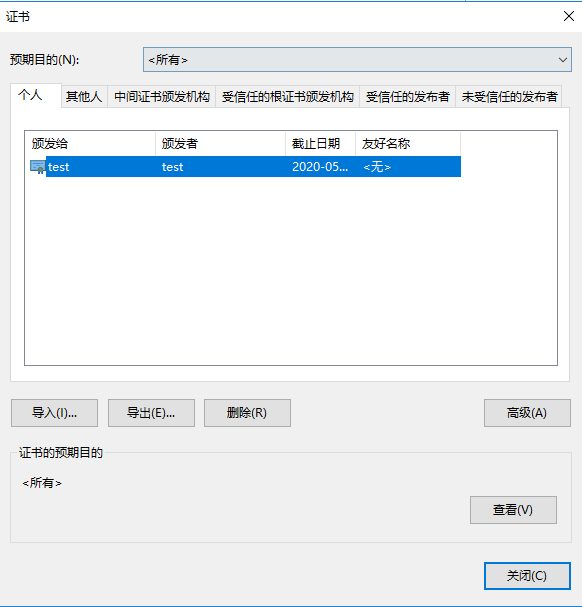 证书
预期目的(N): <所有>
个人 其他人 中间证书颁发机构 受信任的根证书颁发机构 受信任的发布者 未受信任的发布者
颁发给 颁发者 截止日期 友好名称
test test 2020-05... <无>
导入(I)... 导出(E)... 删除(R) 高级(A)
证书的预期目的
<所有>
查看(V)
关闭(C)